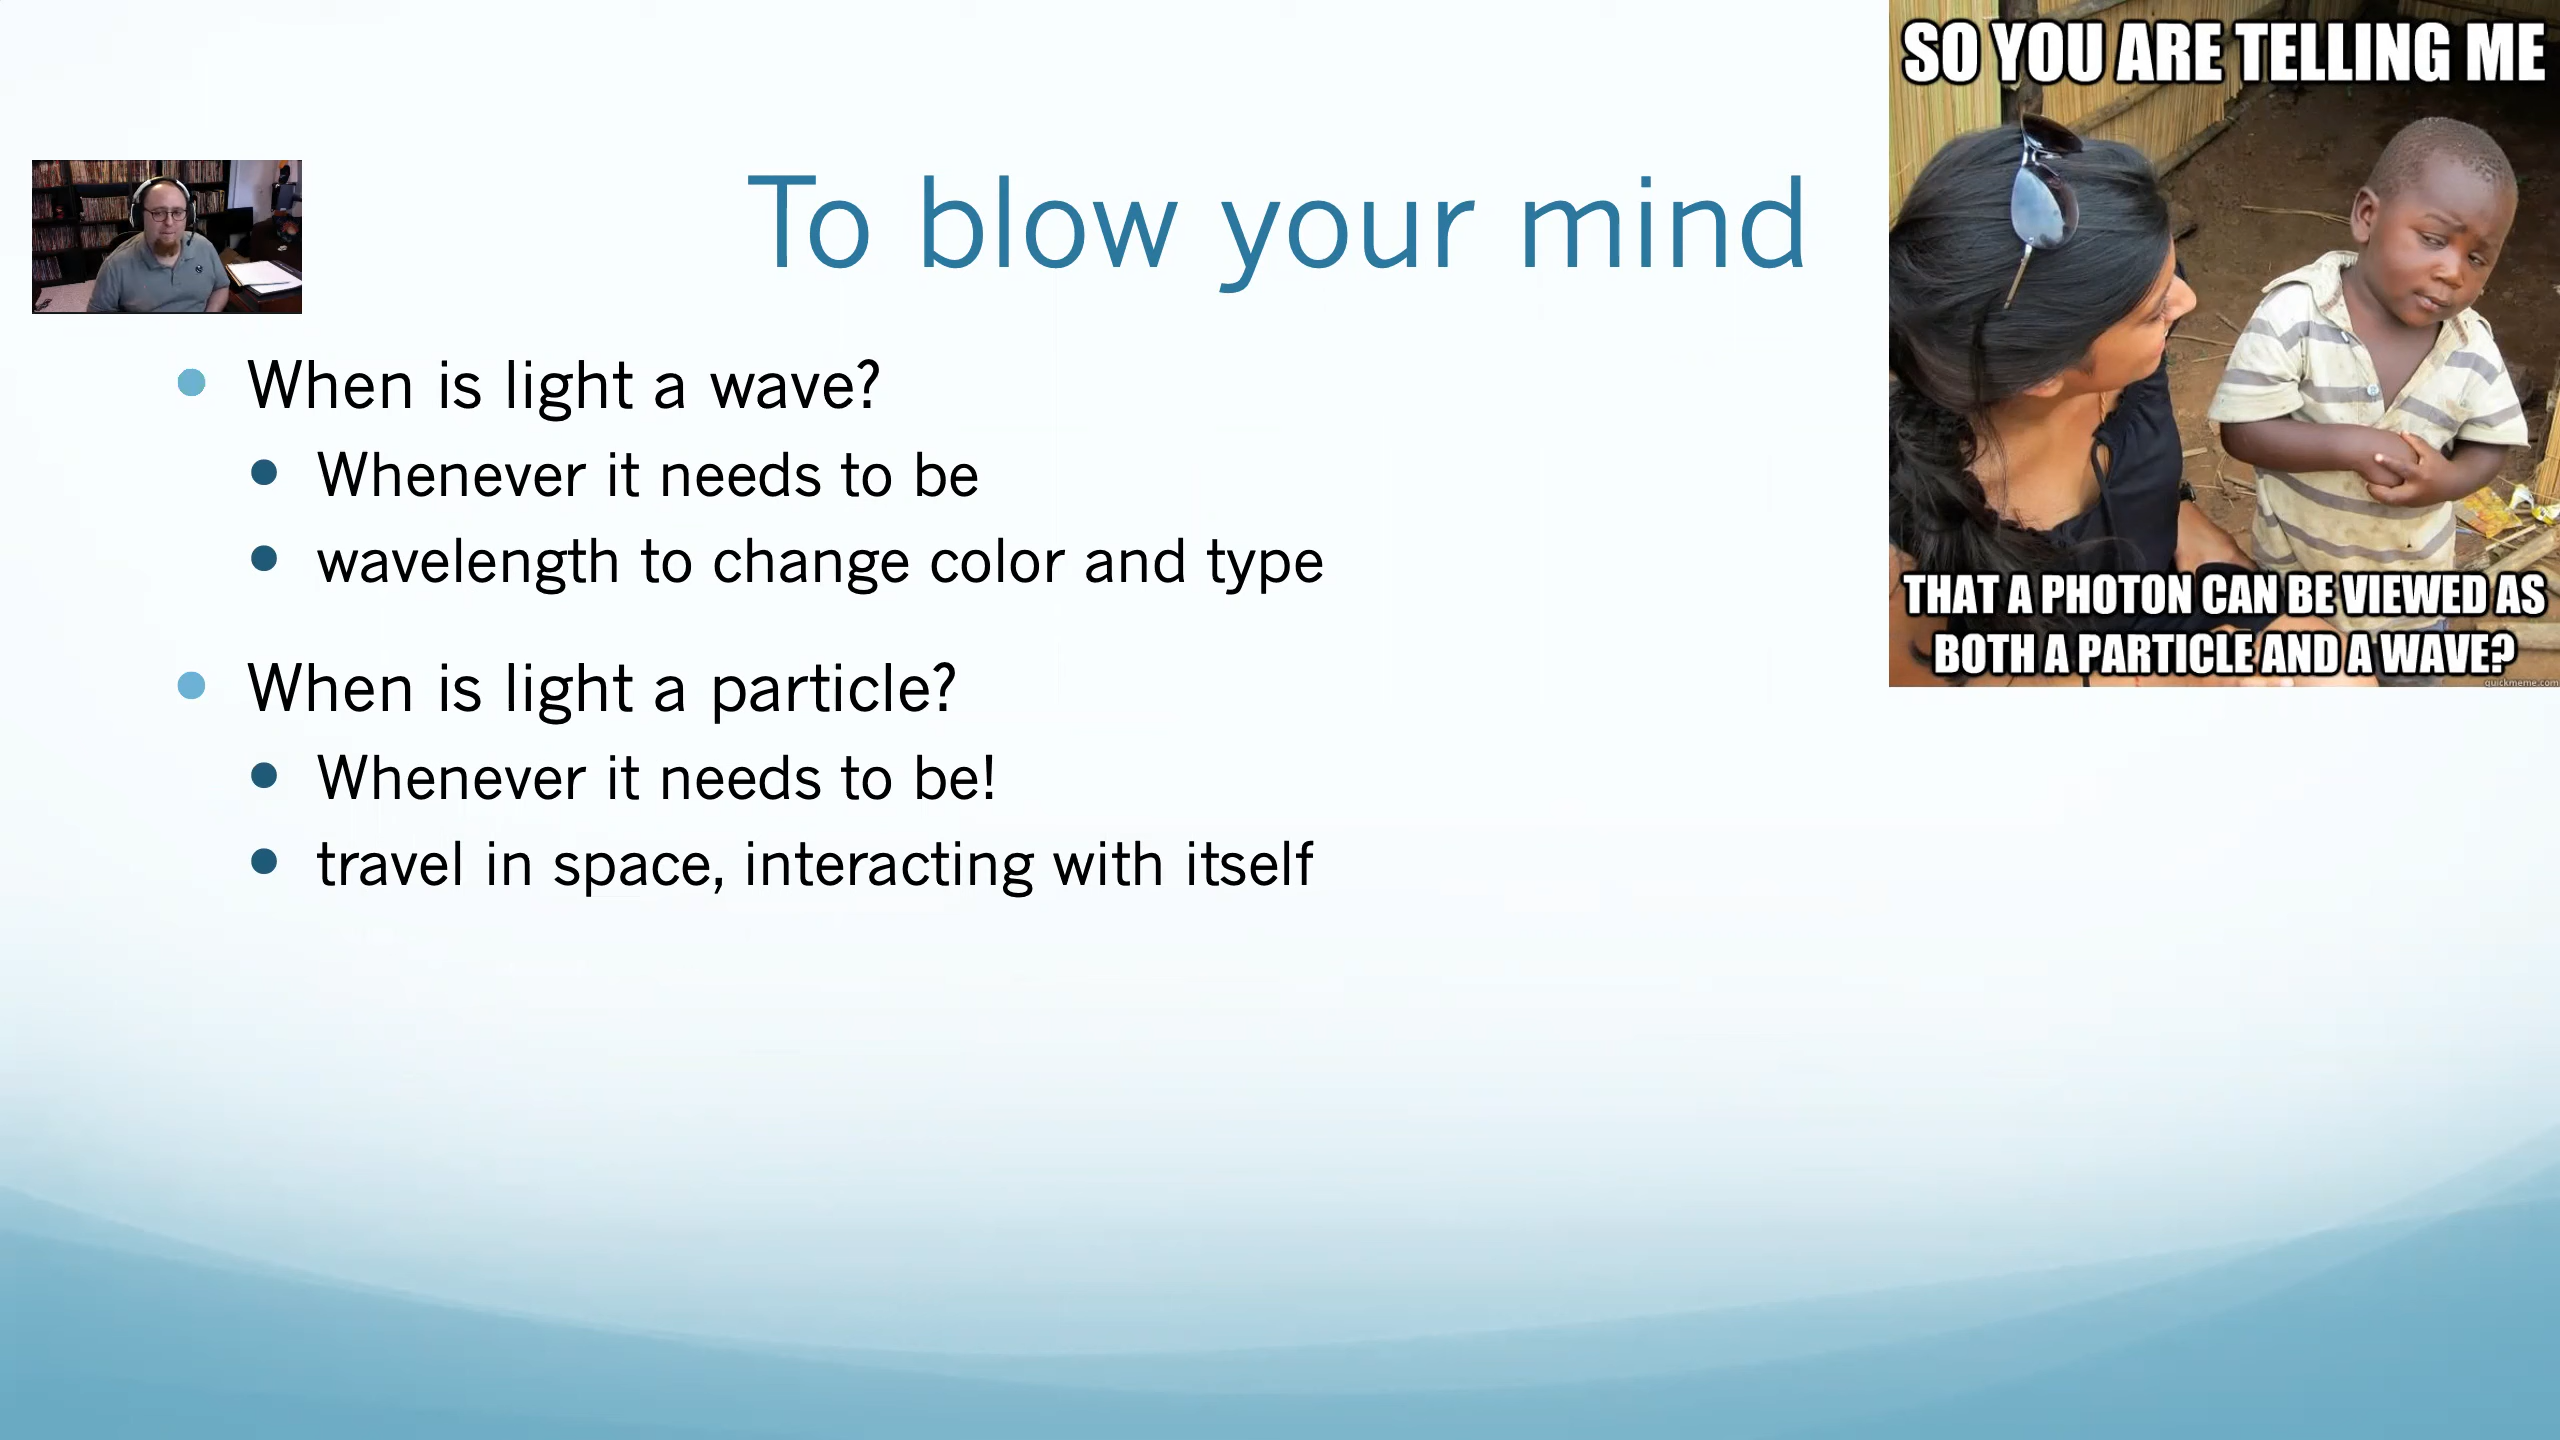 To blow your mind
When is light a wave?
Whenever it needs to be
wavelength to change color and type
When is light a particle?
Whenever it needs to be!
travel in space, interacting with itself
SO YOU ARE TELLING ME
THAT A PHOTON CAN BE VIEWED AS
BOTH A PARTICLE AND A WAVE?
quickmeme.com